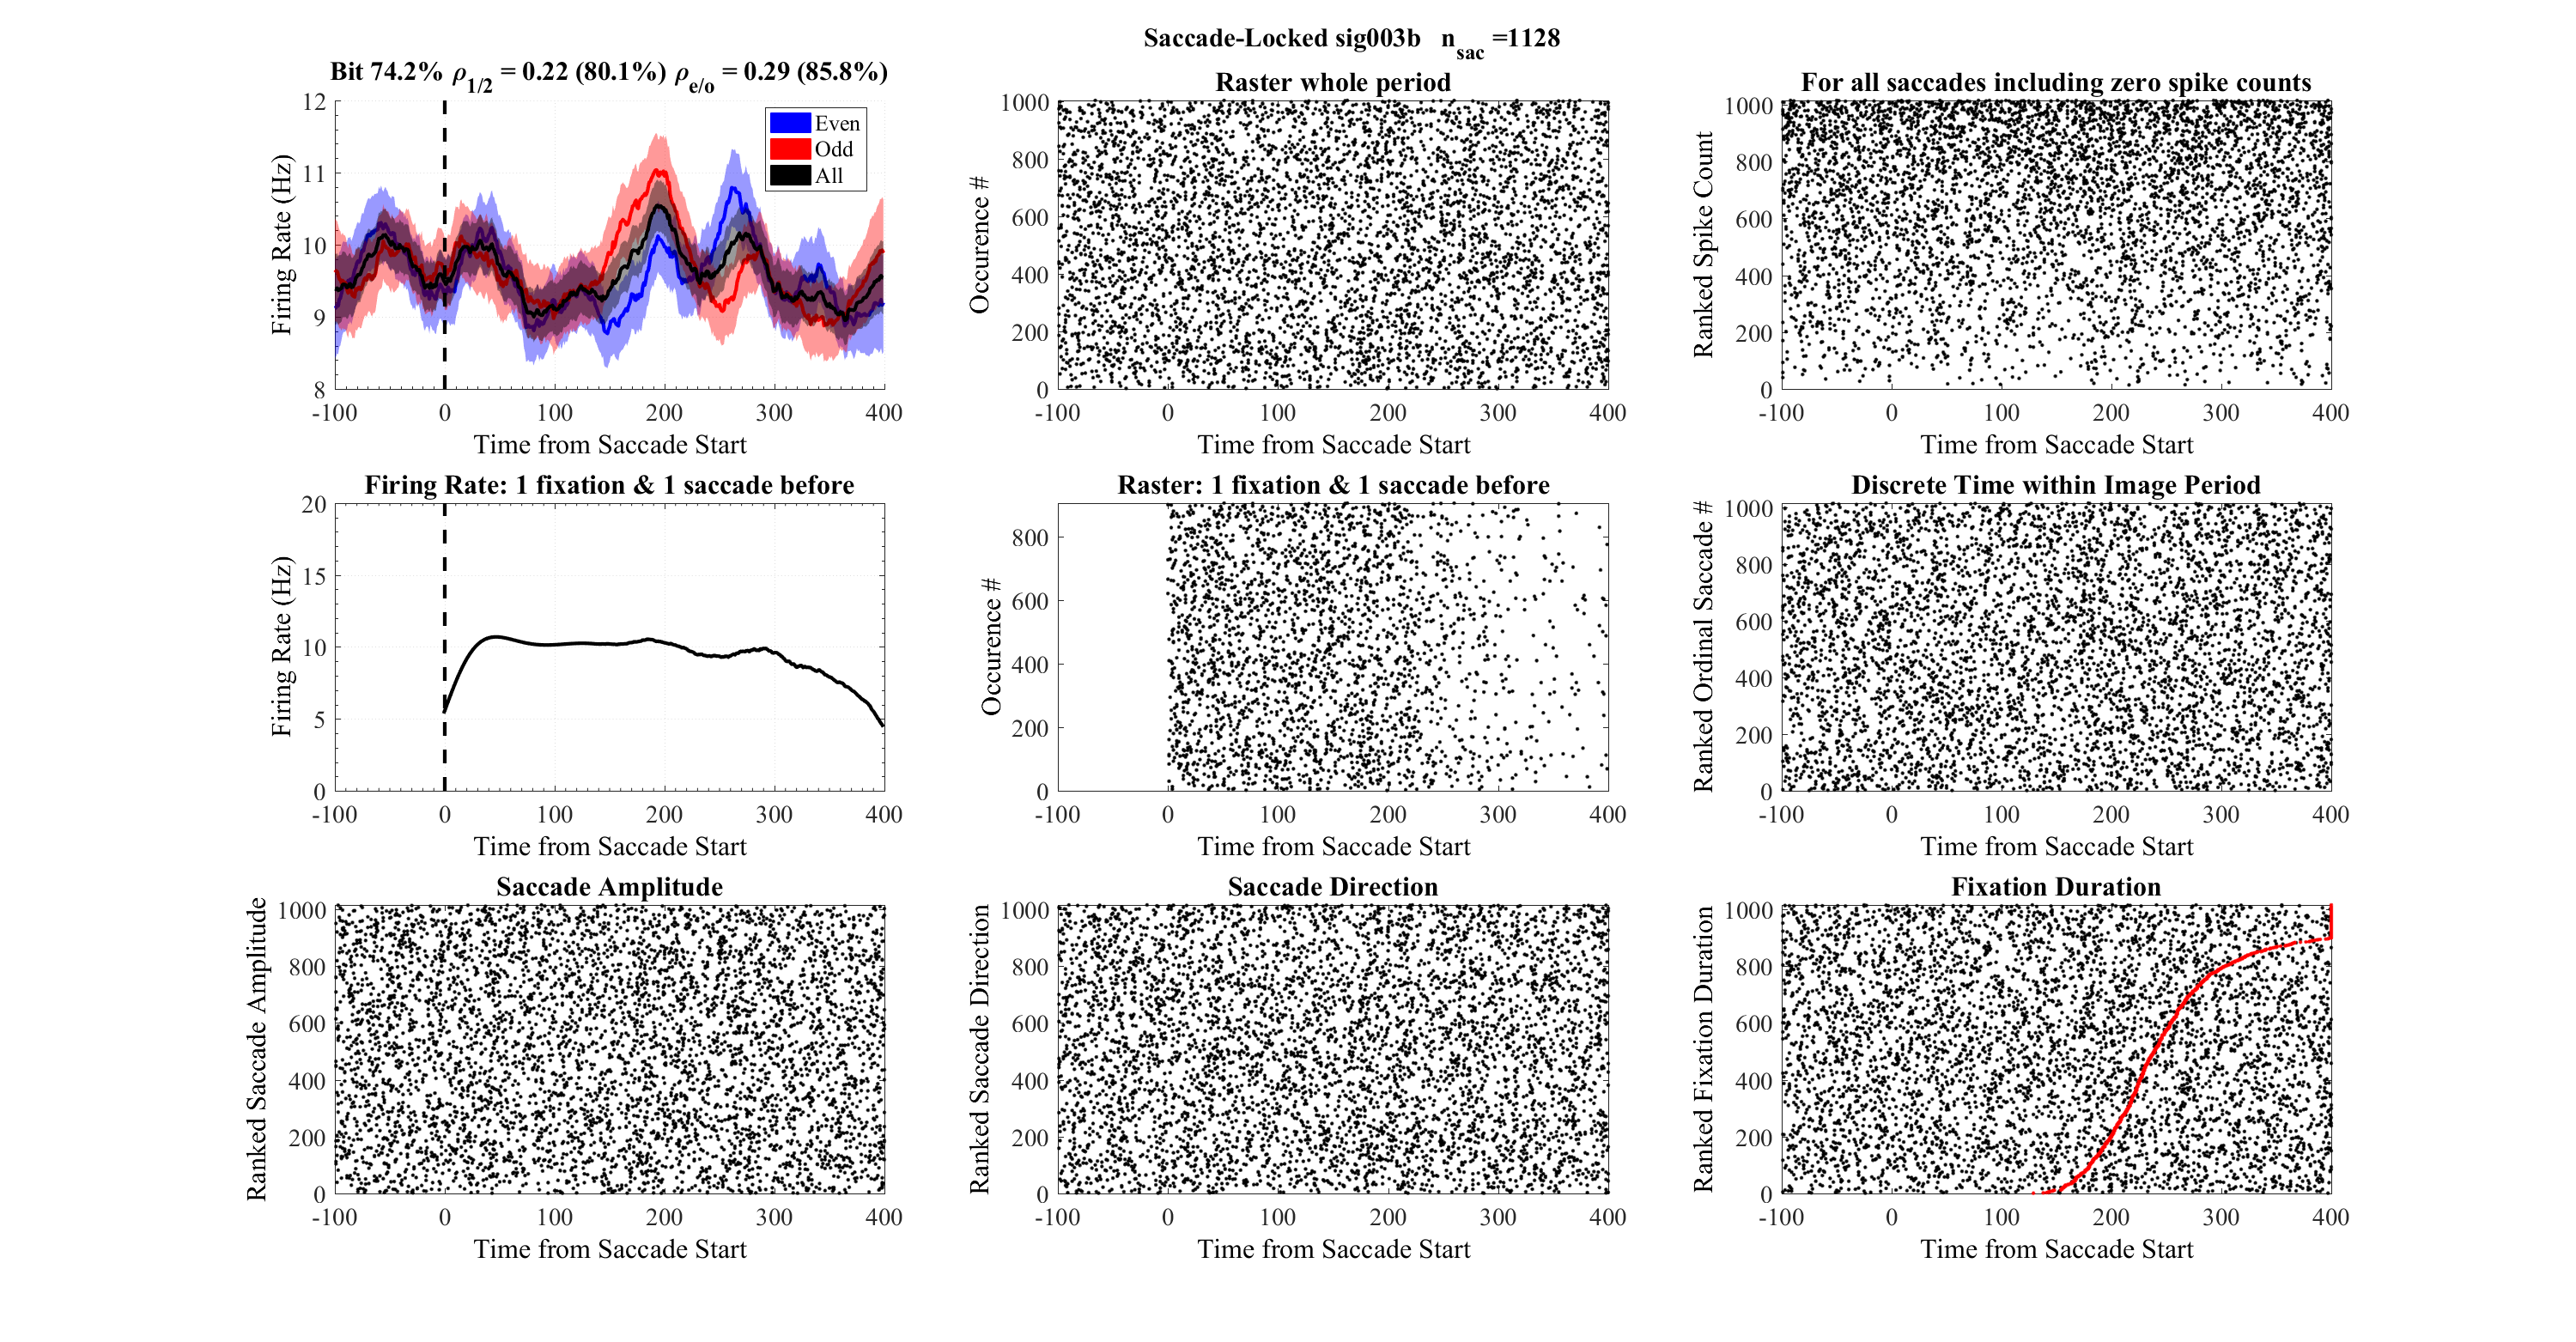 Saccade-Locked sig003b n_sac =1128
Bit 74.2% ρ_1/2 = 0.22 (80.1%) ρ_e/o = 0.29 (85.8%)
12
11
10
9
8
Firing Rate (Hz)
Even
Odd
All
-100 0 100 200 300 400
Time from Saccade Start
Raster whole period
1000
800
600
400
200
0
Occurence #
-100 0 100 200 300 400
Time from Saccade Start
For all saccades including zero spike counts
1000
800
600
400
200
0
Ranked Spike Count
-100 0 100 200 300 400
Time from Saccade Start
Firing Rate: 1 fixation & 1 saccade before
20
15
10
5
0
Firing Rate (Hz)
-100 0 100 200 300 400
Time from Saccade Start
Raster: 1 fixation & 1 saccade before
800
600
400
200
0
Occurence #
-100 0 100 200 300 400
Time from Saccade Start
Discrete Time within Image Period
1000
800
600
400
200
0
Ranked Ordinal Saccade #
-100 0 100 200 300 400
Time from Saccade Start
Saccade Amplitude
1000
800
600
400
200
0
Ranked Saccade Amplitude
-100 0 100 200 300 400
Time from Saccade Start
Saccade Direction
1000
800
600
400
200
0
Ranked Saccade Direction
-100 0 100 200 300 400
Time from Saccade Start
Fixation Duration
1000
800
600
400
200
0
Ranked Fixation Duration
-100 0 100 200 300 400
Time from Saccade Start